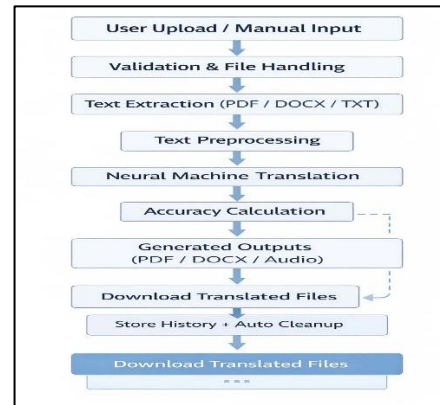 User Upload / Manual Input
Validation & File Handling
Text Extraction (PDF / DOCX / TXT)
Text Preprocessing
Neural Machine Translation
Accuracy Calculation
Generated Outputs
(PDF / DOCX / Audio)
Download Translated Files
Store History + Auto Cleanup
Download Translated Files